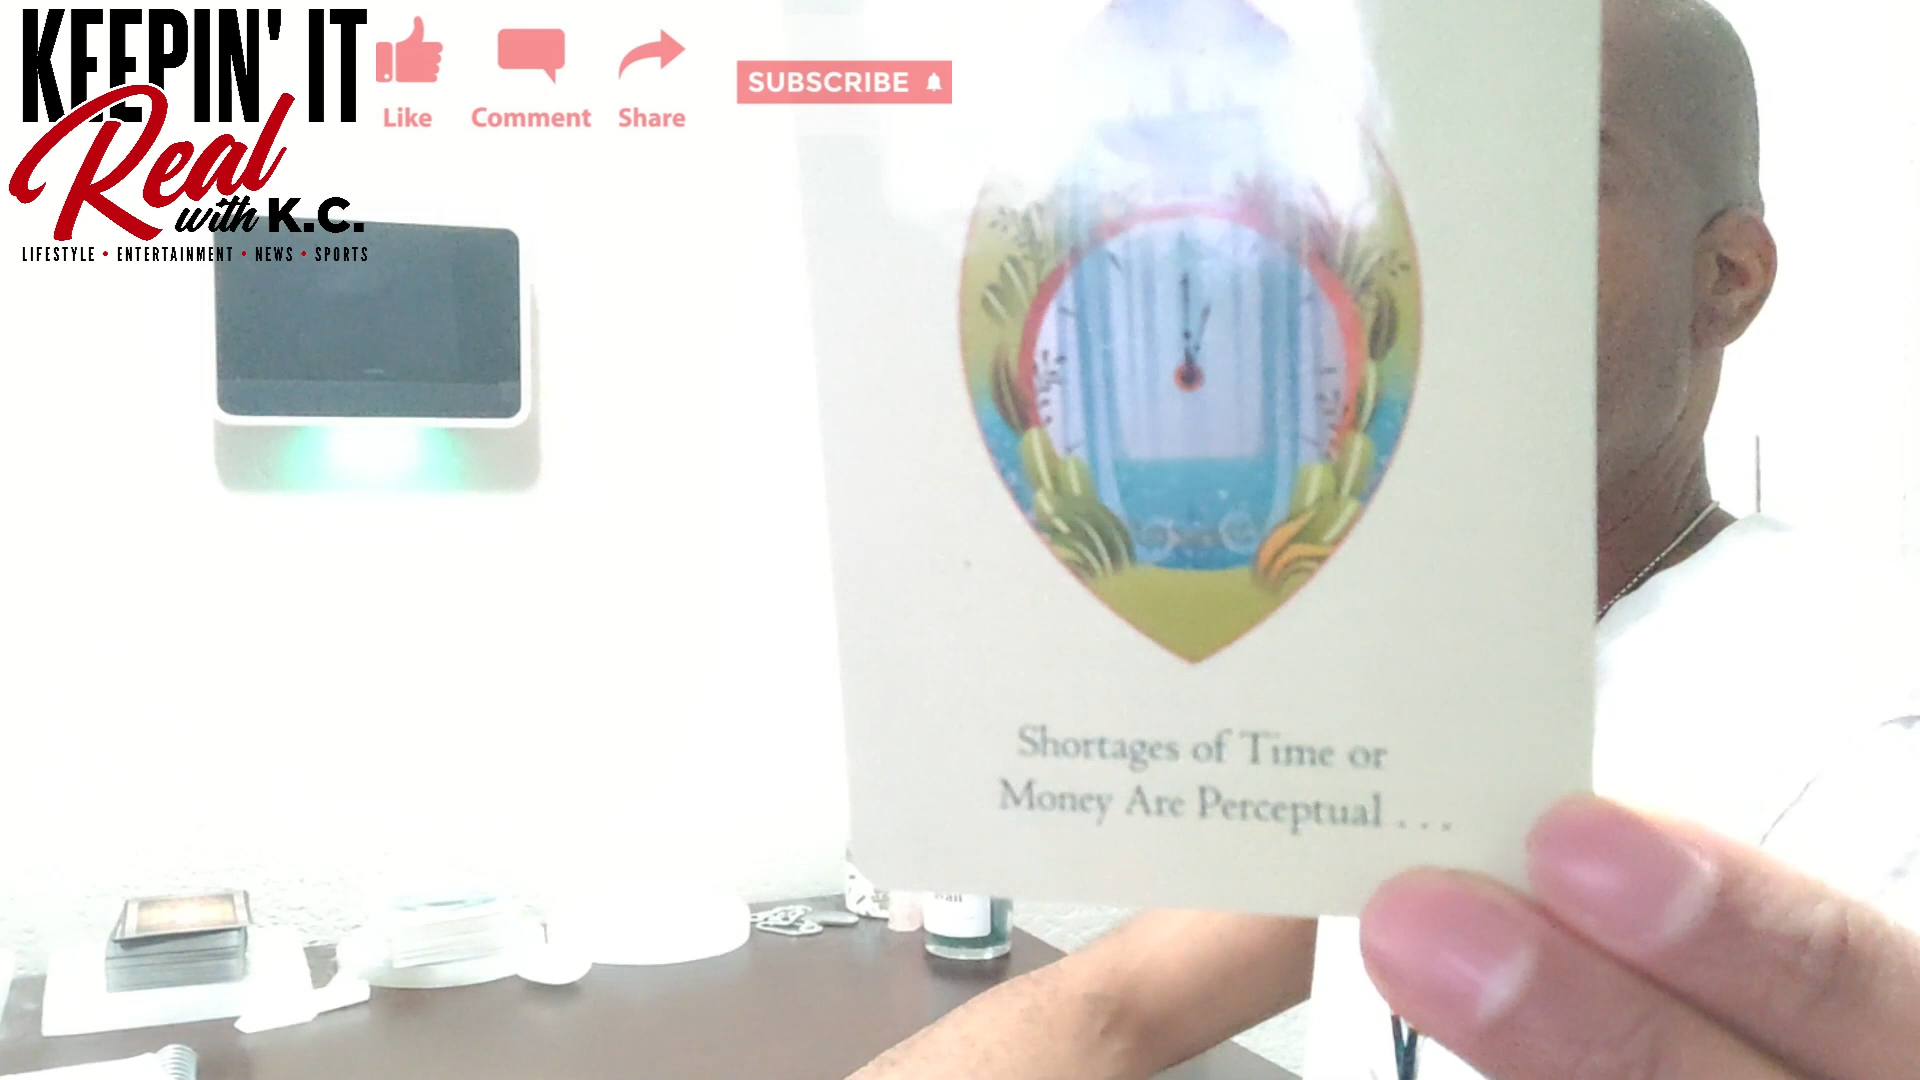 KEEPIN' IT
Real
with K.C.
LIFESTYLE • ENTERTAINMENT • NEWS • SPORTS
Like
Comment
Share
SUBSCRIBE
Shortages of Time or
Money Are Perceptual . . .